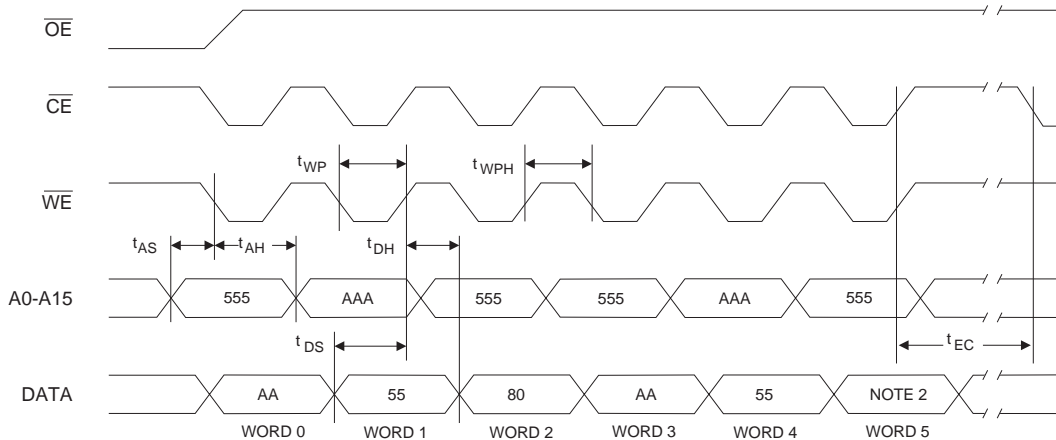 OE
CE
t WP
t WPH
WE
t AS
t AH
t DH
A0-A15
555
AAA
555
555
AAA
555
t DS
t EC
DATA
AA
55
80
AA
55
NOTE 2
WORD 0
WORD 1
WORD 2
WORD 3
WORD 4
WORD 5